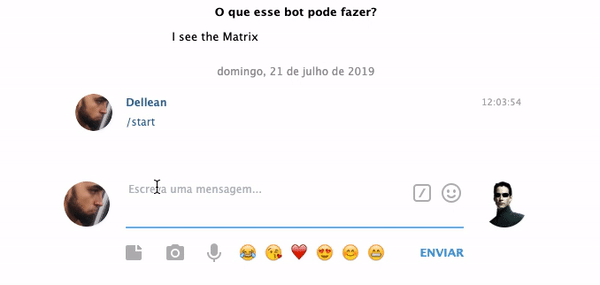 O que esse bot pode fazer?
I see the Matrix
domingo, 21 de julho de 2019
Dellean 12:03:54
/start
Escreva uma mensagem...
ENVIAR